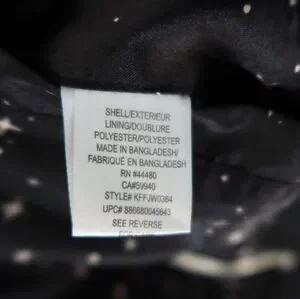 SHELL/EXTERIEUR
LINING/DOUBLURE
POLYESTER/POLYESTER
MADE IN BANGLADESH/
FABRIQUÉ EN BANGLADESH
RN #44480
CA#59940
STYLE# KFFJW0384
UPC# 886680045643
SEE REVERSE